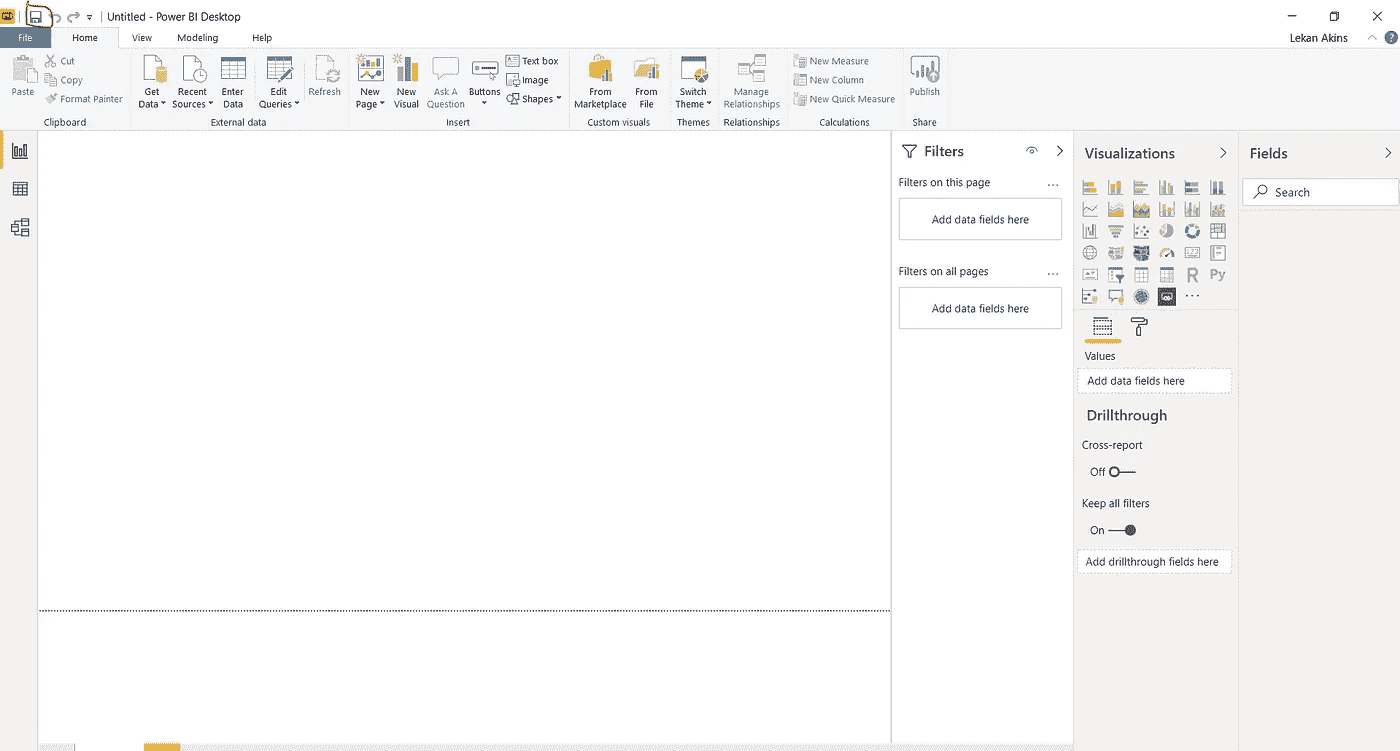 Untitled - Power BI Desktop
File Home View Modeling Help
Lekan Akins
Paste
Cut
Copy
Format Painter
Clipboard
Get Data
Recent Sources
Enter Data
Edit Queries
Refresh
External data
New Page
New Visual
Ask A Question
Buttons
Text box
Image
Shapes
Insert
From Marketplace
From File
Custom visuals
Switch Theme
Themes
Manage Relationships
Relationships
New Measure
New Column
New Quick Measure
Calculations
Publish
Share
Filters
Filters on this page ...
Add data fields here
Filters on all pages ...
Add data fields here
Visualizations
123
R Py
...
Values
Add data fields here
Drillthrough
Cross-report
Off
Keep all filters
On
Add drillthrough fields here
Fields
Search